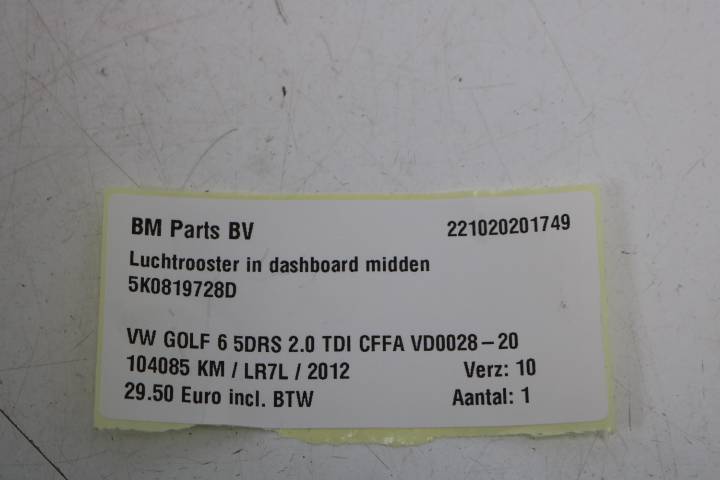 BM Parts BV 221020201749
Luchtrooster in dashboard midden
5K0819728D
VW GOLF 6 5DRS 2.0 TDI CFFA VD0028-20
104085 KM / LR7L / 2012 Verz: 10
29.50 Euro incl. BTW Aantal: 1